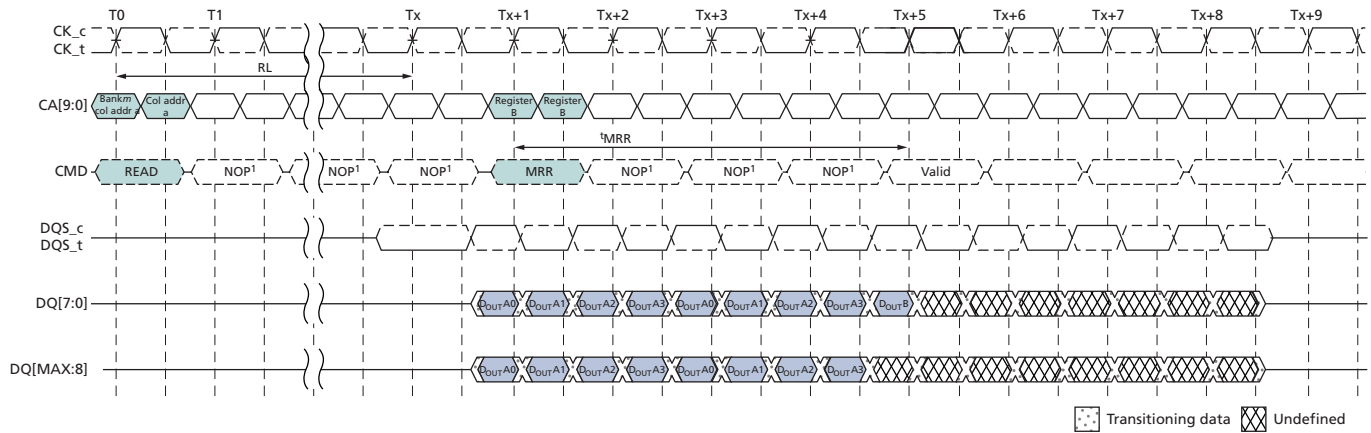 T0 T1 Tx Tx+1 Tx+2 Tx+3 Tx+4 Tx+5 Tx+6 Tx+7 Tx+8 Tx+9
CK_c
CK_t
RL
CA[9:0] Bankm col addr a Col addr a Register B Register B
tMRR
CMD READ NOP1 NOP1 NOP1 MRR NOP1 NOP1 NOP1 Valid
DQS_c
DQS_t
DQ[7:0] DOUTA0 DOUTA1 DOUTA2 DOUTA3 DOUTA0 DOUTA1 DOUTA2 DOUTA3 DOUTB
DQ[MAX:8] DOUTA0 DOUTA1 DOUTA2 DOUTA3 DOUTA0 DOUTA1 DOUTA2 DOUTA3
Transitioning data Undefined